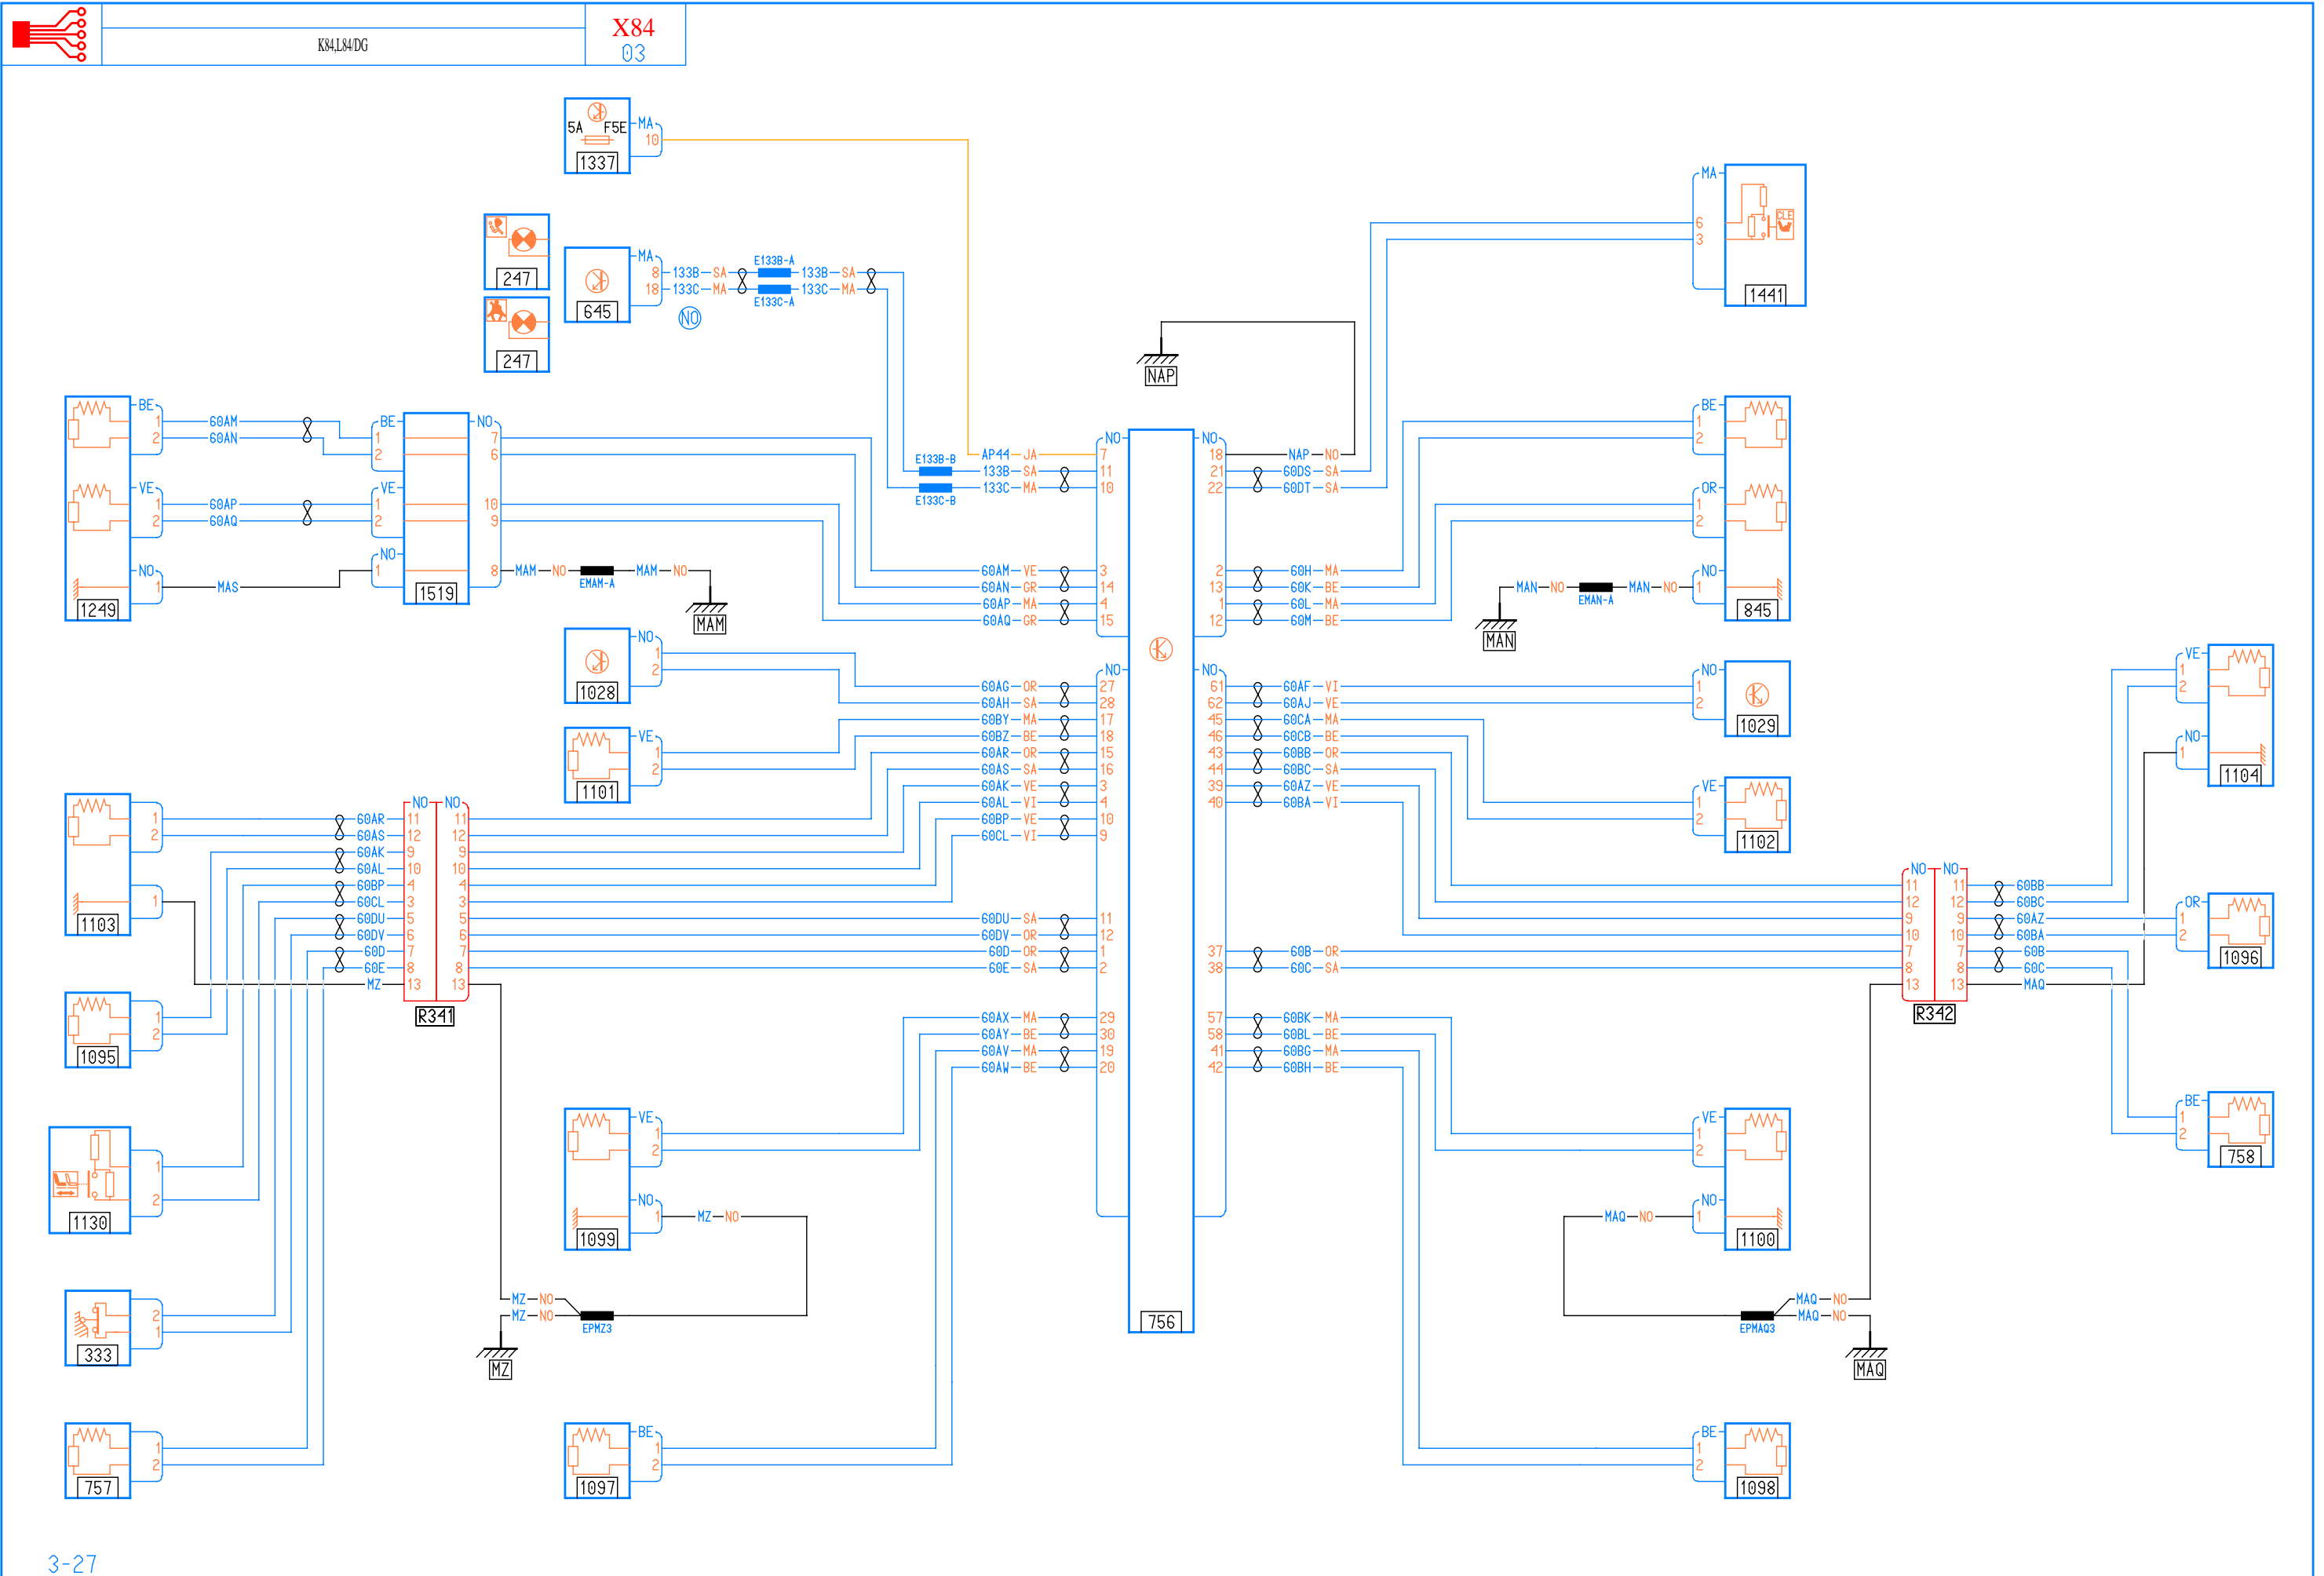 K84,L84/DG
X84
03
5A F5E
MA
10
1337
247
247
MA
8 133B SA E133B-A 133B SA
18 133C MA E133C-A 133C MA
645
NO
MA
6
3
1441
NAP
BE
1 60AM
2 60AN
VE
1 60AP
2 60AQ
NO
1 MAS
1249
BE
1
2
VE
1
2
NO
1
1519
NO
7
6
10
9
8 MAM NO EMAM-A MAM NO
MAM
E133B-B
E133C-B
NO
AP44 JA 7
133B SA 11
133C MA 10
60AM VE 3
60AN GR 14
60AP MA 4
60AQ GR 15
NO
18 NAP NO
21 60DS SA
22 60DT SA
2 60H MA
13 60K BE
1 60L MA
12 60M BE
BE
1
2
OR
1
2
NO
1
845
MAN NO EMAN-A MAN NO
MAN
NO
1
2
1028
VE
1
2
1101
NO
60AG OR 27
60AH SA 28
60BY MA 17
60BZ BE 18
60AR OR 15
60AS SA 16
60AK VE 3
60AL VI 4
60BP VE 10
60CL VI 9
60DU SA 11
60DV OR 12
60D OR 1
60E SA 2
60AX MA 29
60AY BE 30
60AV MA 19
60AW BE 20
NO
61 60AF VI
62 60AJ VE
45 60CA MA
46 60CB BE
43 60BB OR
44 60BC SA
39 60AZ VE
40 60BA VI
37 60B OR
38 60C SA
57 60BK MA
58 60BL BE
41 60BG MA
42 60BH BE
756
NO
1
2
1029
VE
1
2
1102
VE
1
2
NO
1
1104
1
2
1
1103
NO NO
60AR 11 11
60AS 12 12
60AK 9 9
60AL 10 10
60BP 4 4
60CL 3 3
60DU 5 5
60DV 6 6
60D 7 7
60E 8 8
MZ 13 13
R341
NO NO
11 11 60BB
12 12 60BC
9 9 60AZ
10 10 60BA
7 7 60B
8 8 60C
13 13 MAQ
R342
OR
1
2
1096
1
2
1095
1
2
1130
VE
1
2
NO
1 MZ NO
1099
VE
1
2
NO
MAQ NO 1
1100
BE
1
2
758
2
1
333
MZ NO
MZ NO
EPMZ3
MZ
MAQ NO
MAQ NO
EPMAQ3
MAQ
1
2
757
BE
1
2
1097
BE
1
2
1098
3-27